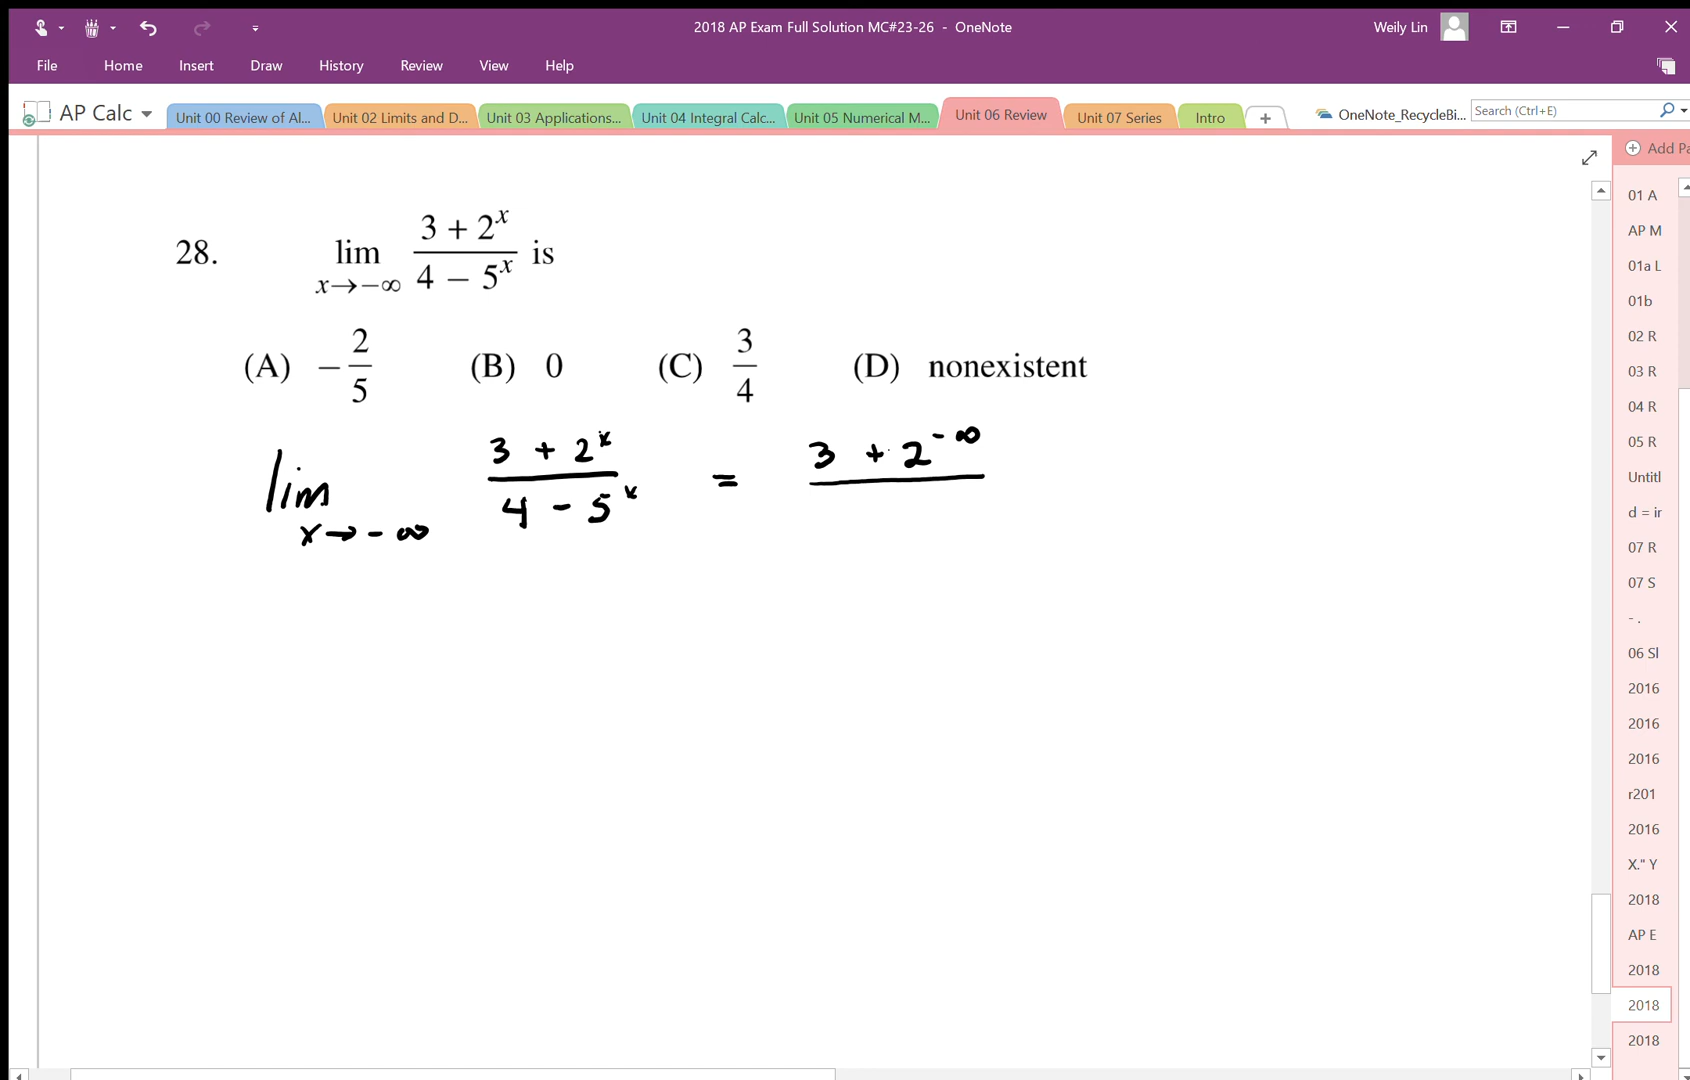 2018 AP Exam Full Solution MC#23-26 - OneNote
Weily Lin
File Home Insert Draw History Review View Help
AP Calc
Unit 00 Review of Al...
Unit 02 Limits and D...
Unit 03 Applications...
Unit 04 Integral Calc...
Unit 05 Numerical M...
Unit 06 Review
Unit 07 Series
Intro
+
OneNote_RecycleBi...
Search (Ctrl+E)
Add Pa
28. lim x→−∞ (3 + 2^x)/(4 − 5^x) is
(A) −2/5 (B) 0 (C) 3/4 (D) nonexistent
lim x→−∞ (3 + 2^x)/(4 − 5^x) = 3 + 2^−∞
01 A
AP M
01a L
01b
02 R
03 R
04 R
05 R
Untitl
d = ir
07 R
07 S
- .
06 Sl
2016
2016
2016
r201
2016
X." Y
2018
AP E
2018
2018
2018